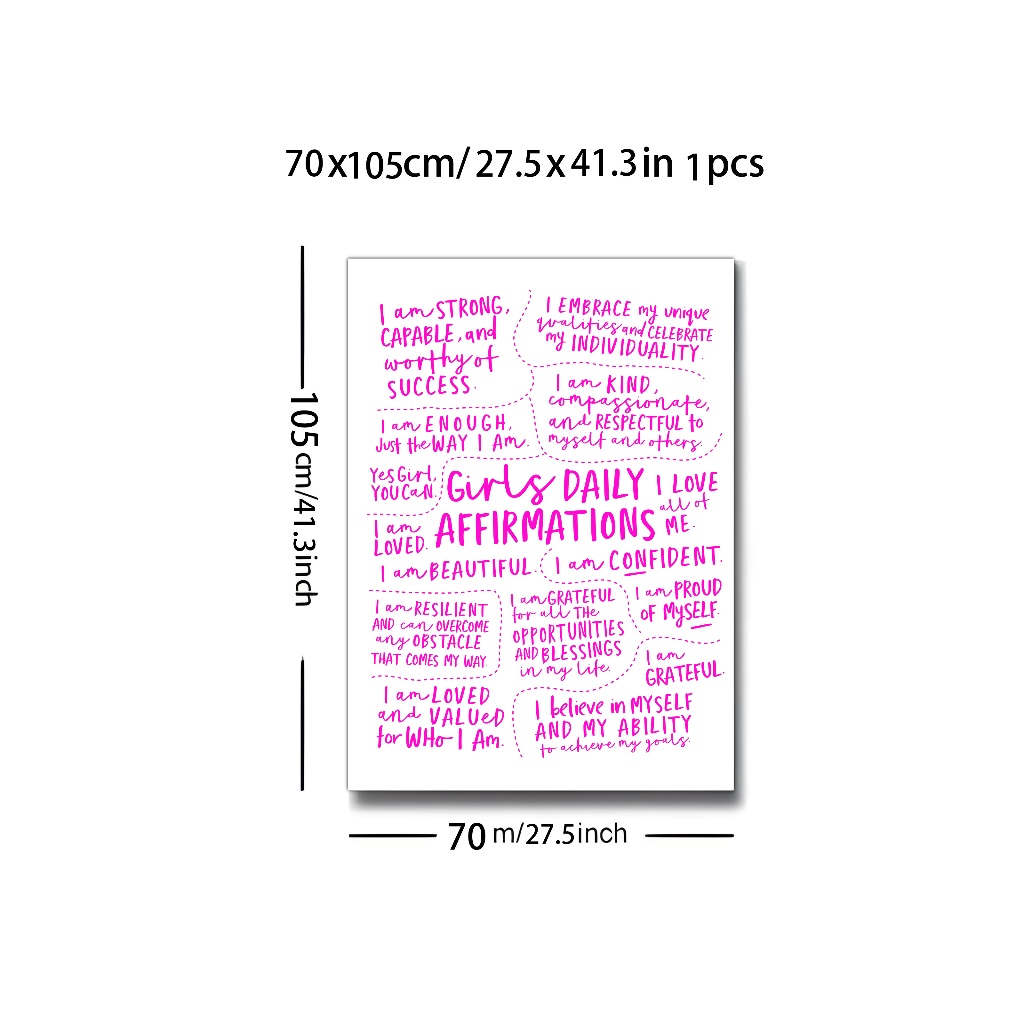 70x105cm/27.5x41.3in 1pcs
105cm/41.3inch
I am STRONG,
CAPABLE, and
worthy of
SUCCESS.
I EMBRACE my unique
qualities and CELEBRATE
my INDIVIDUALITY.
I am KIND,
compassionate,
and RESPECTFUL to
myself and others.
I am ENOUGH,
Just the WAY I Am.
Yes Girl,
YOU CaN.
Girls DAILY
AFFIRMATIONS
I LOVE
all of
ME.
I am
LOVED.
I am BEAUTIFUL.
I am CONFIDENT.
I am RESILIENT
AND can OVERCOME
any OBSTACLE
THAT COMES MY WAY.
I am GRATEFUL
for all THE
OPPORTUNITIES
AND BLESSINGS
in my life.
I am PROUD
OF MySELF.
I am
GRATEFUL.
I am LOVED
and VALUeD
for WHo I Am.
I believe in MYSELF
AND MY ABILITY
to achieve my goals.
70 m/27.5inch